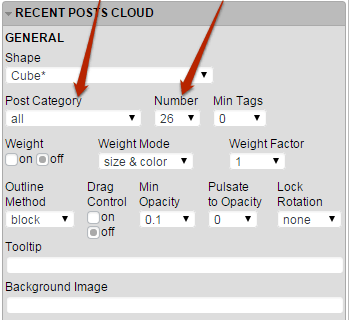 RECENT POSTS CLOUD
GENERAL
Shape
Cube*
Post Category Number Min Tags
all 26 0
Weight Weight Mode Weight Factor
on off size & color 1
Outline Method Drag Control Min Opacity Pulsate to Opacity Lock Rotation
block on off 0.1 0 none
Tooltip
Background Image